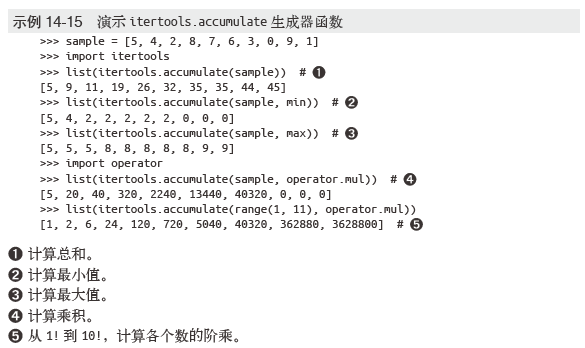 示例 14-15 演示 itertools.accumulate 生成器函数
>>> sample = [5, 4, 2, 8, 7, 6, 3, 0, 9, 1]
>>> import itertools
>>> list(itertools.accumulate(sample)) # ❶
[5, 9, 11, 19, 26, 32, 35, 35, 44, 45]
>>> list(itertools.accumulate(sample, min)) # ❷
[5, 4, 2, 2, 2, 2, 2, 0, 0, 0]
>>> list(itertools.accumulate(sample, max)) # ❸
[5, 5, 5, 8, 8, 8, 8, 8, 9, 9]
>>> import operator
>>> list(itertools.accumulate(sample, operator.mul)) # ❹
[5, 20, 40, 320, 2240, 13440, 40320, 0, 0, 0]
>>> list(itertools.accumulate(range(1, 11), operator.mul))
[1, 2, 6, 24, 120, 720, 5040, 40320, 362880, 3628800] # ❺
❶ 计算总和。
❷ 计算最小值。
❸ 计算最大值。
❹ 计算乘积。
❺ 从 1! 到 10!，计算各个数的阶乘。